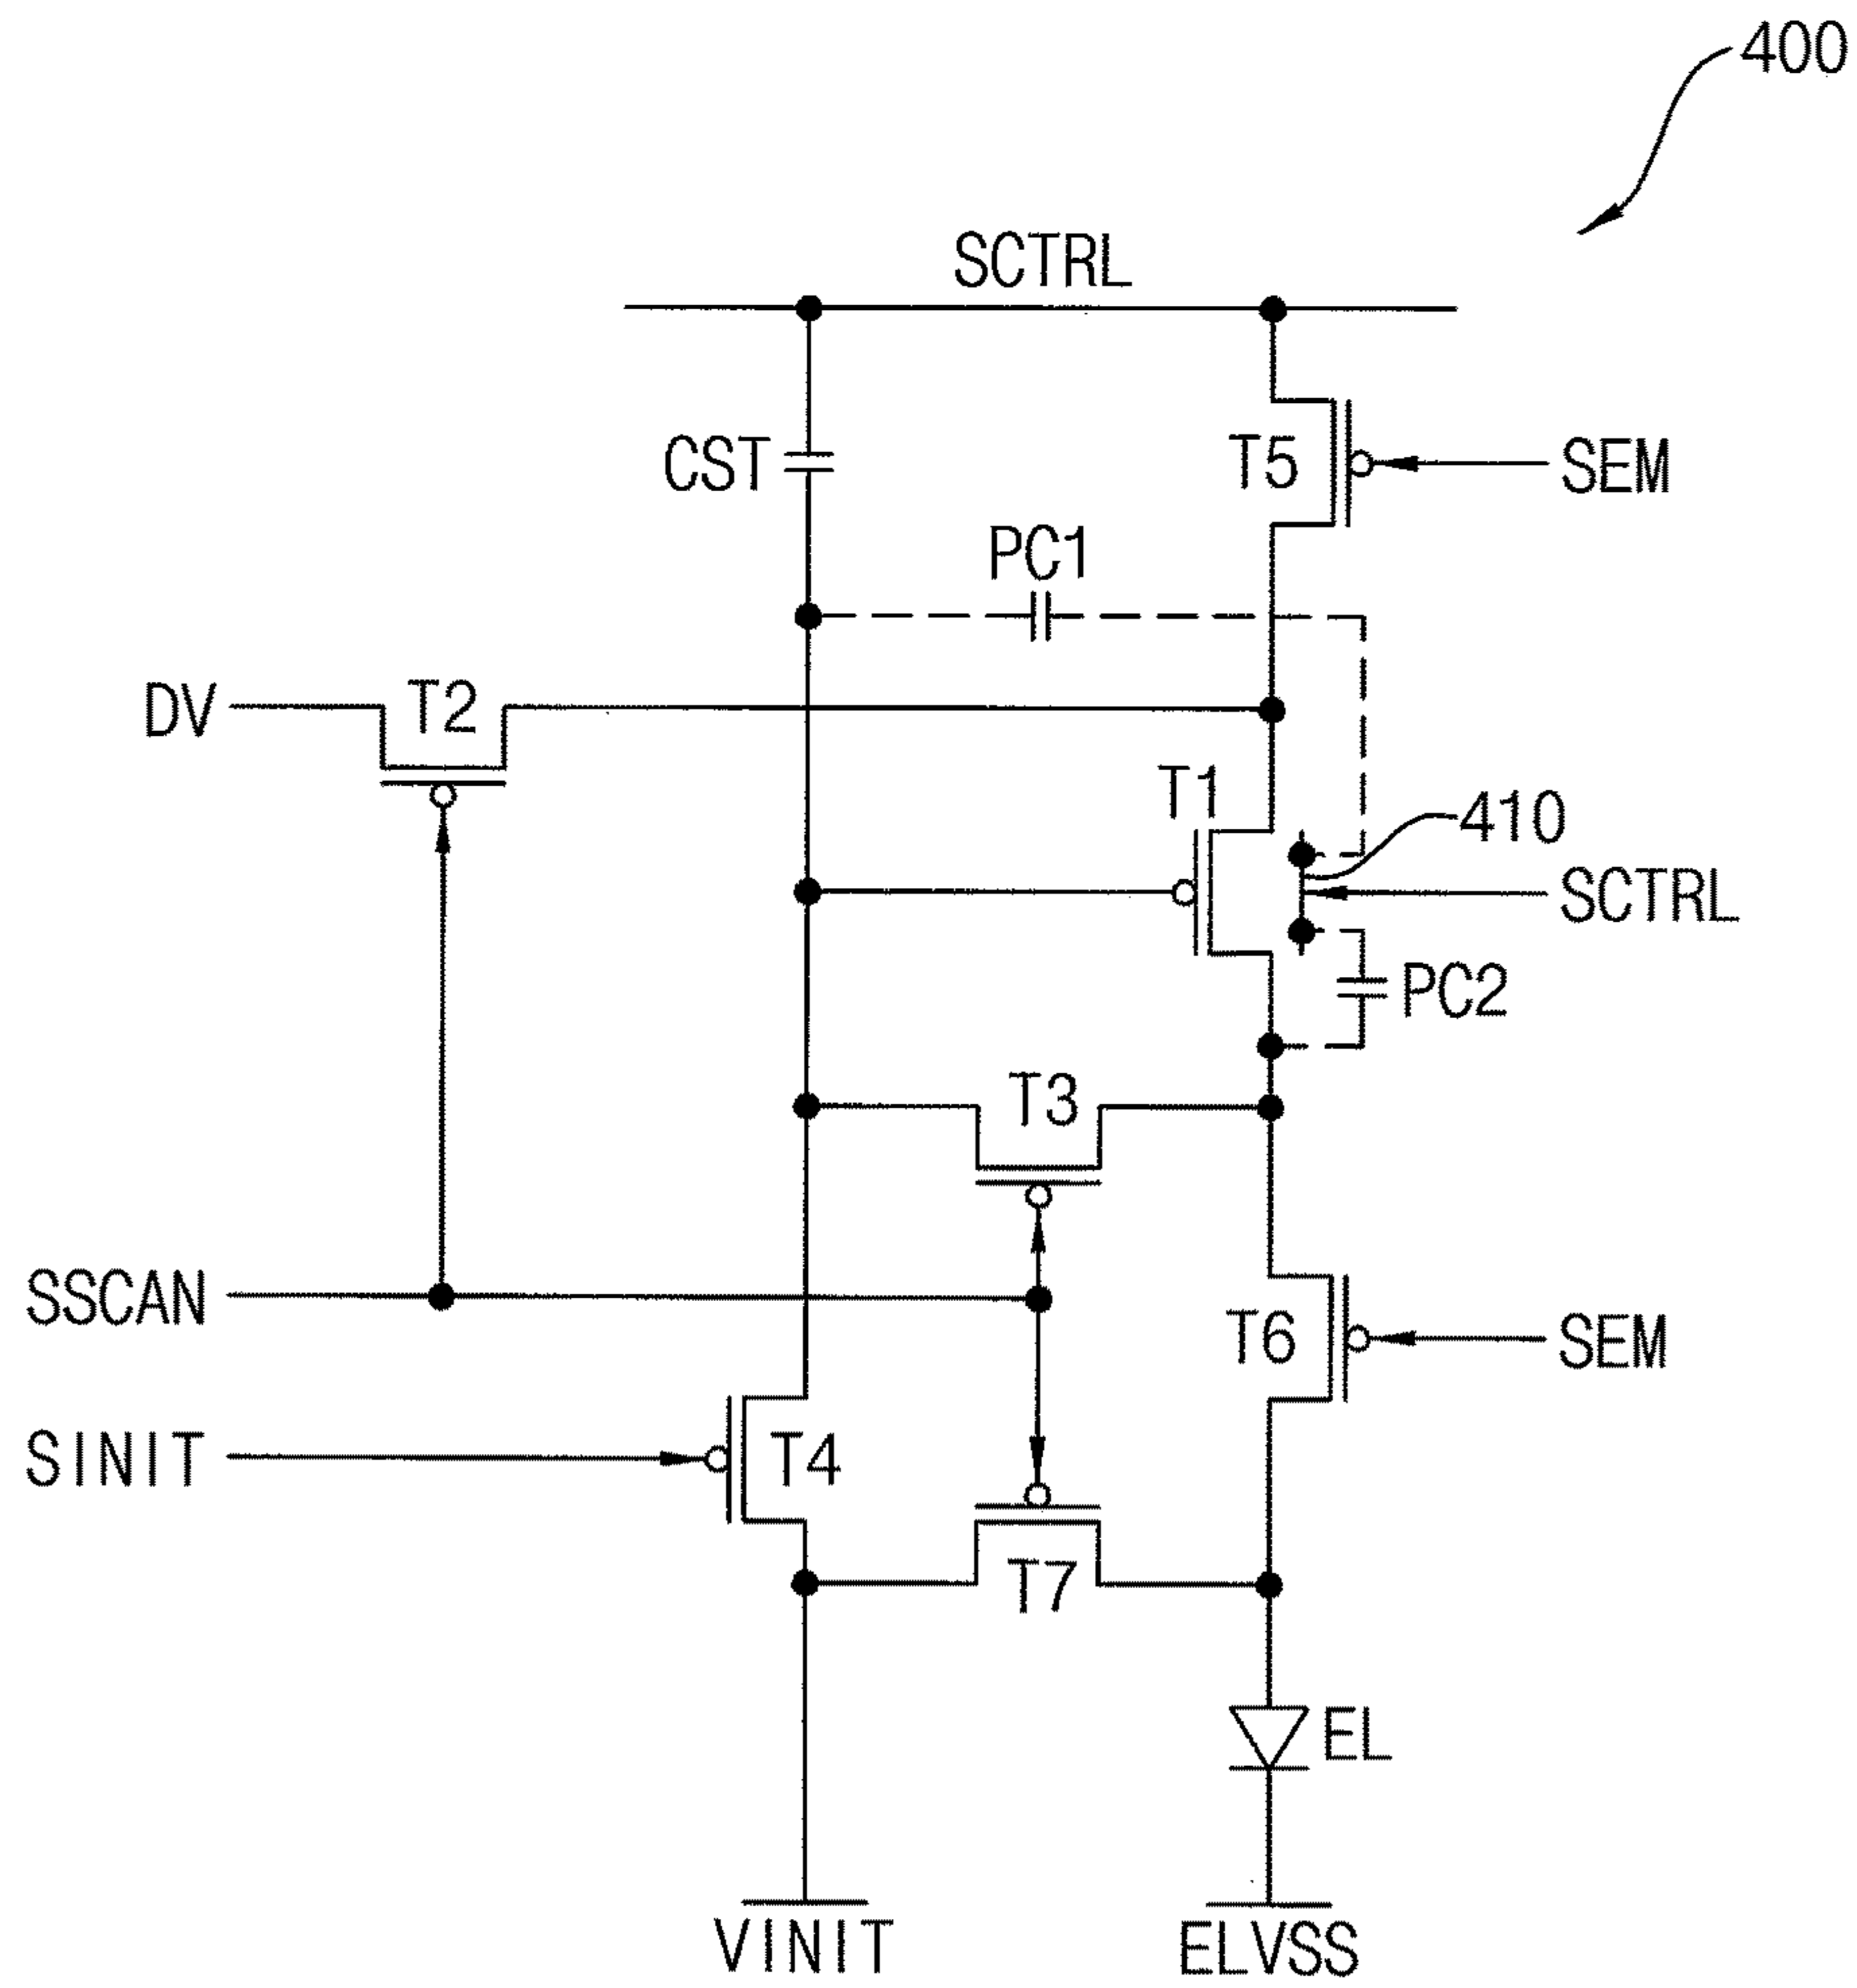 400
SCTRL
CST
T5
SEM
PC1
DV
T2
T1
410
SCTRL
PC2
T3
SSCAN
T6
SEM
SINIT
T4
T7
EL
VINIT
ELVSS